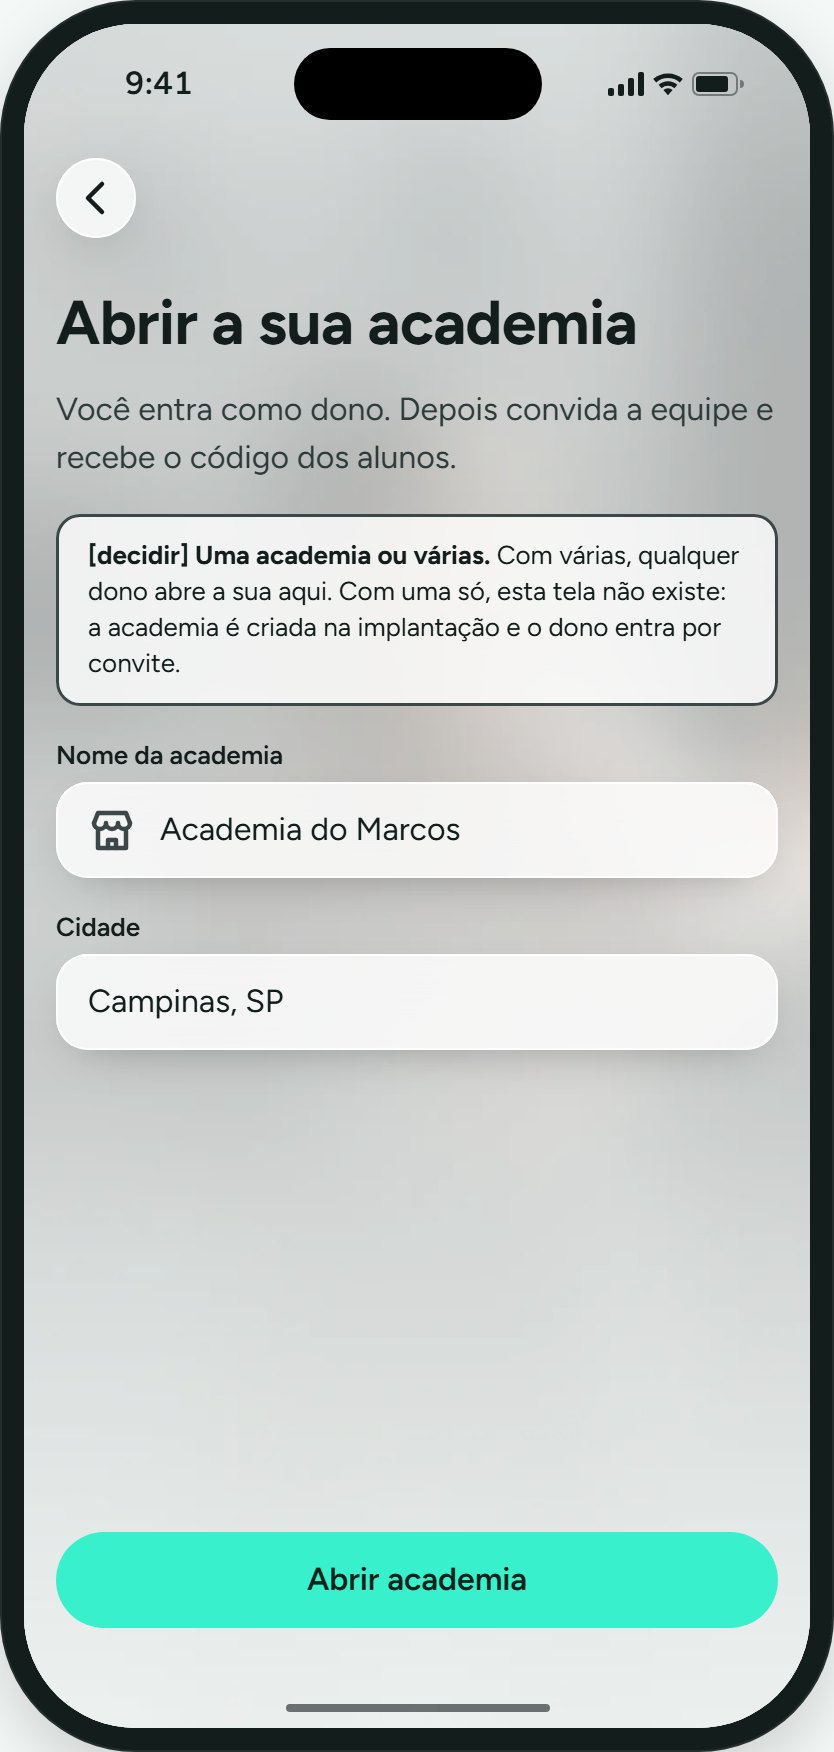 9:41
Abrir a sua academia
Você entra como dono. Depois convida a equipe e
recebe o código dos alunos.
[decidir] Uma academia ou várias. Com várias, qualquer
dono abre a sua aqui. Com uma só, esta tela não existe:
a academia é criada na implantação e o dono entra por
convite.
Nome da academia
Academia do Marcos
Cidade
Campinas, SP
Abrir academia